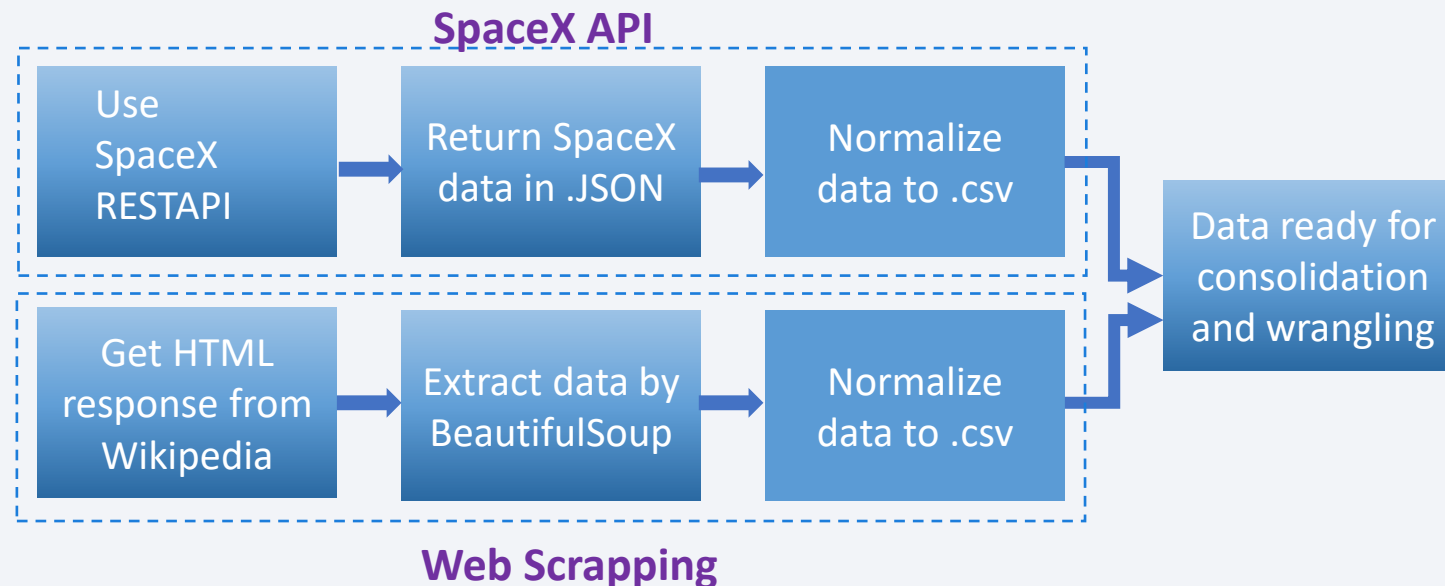 SpaceX API
Use
SpaceX
RESTAPI
Return SpaceX
data in .JSON
Normalize
data to .csv
Data ready for
consolidation
and wrangling
Get HTML
response from
Wikipedia
Extract data by
BeautifulSoup
Normalize
data to .csv
Web Scrapping